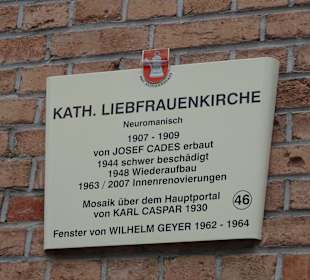 KATH. LIEBFRAUENKIRCHE
Neuromanisch
1907 - 1909
von JOSEF CADES erbaut
1944 schwer beschädigt
1948 Wiederaufbau
1963 / 2007 Innenrenovierungen
Mosaik über dem Hauptportal
von KARL CASPAR 1930
46
Fenster von WILHELM GEYER 1962 – 1964